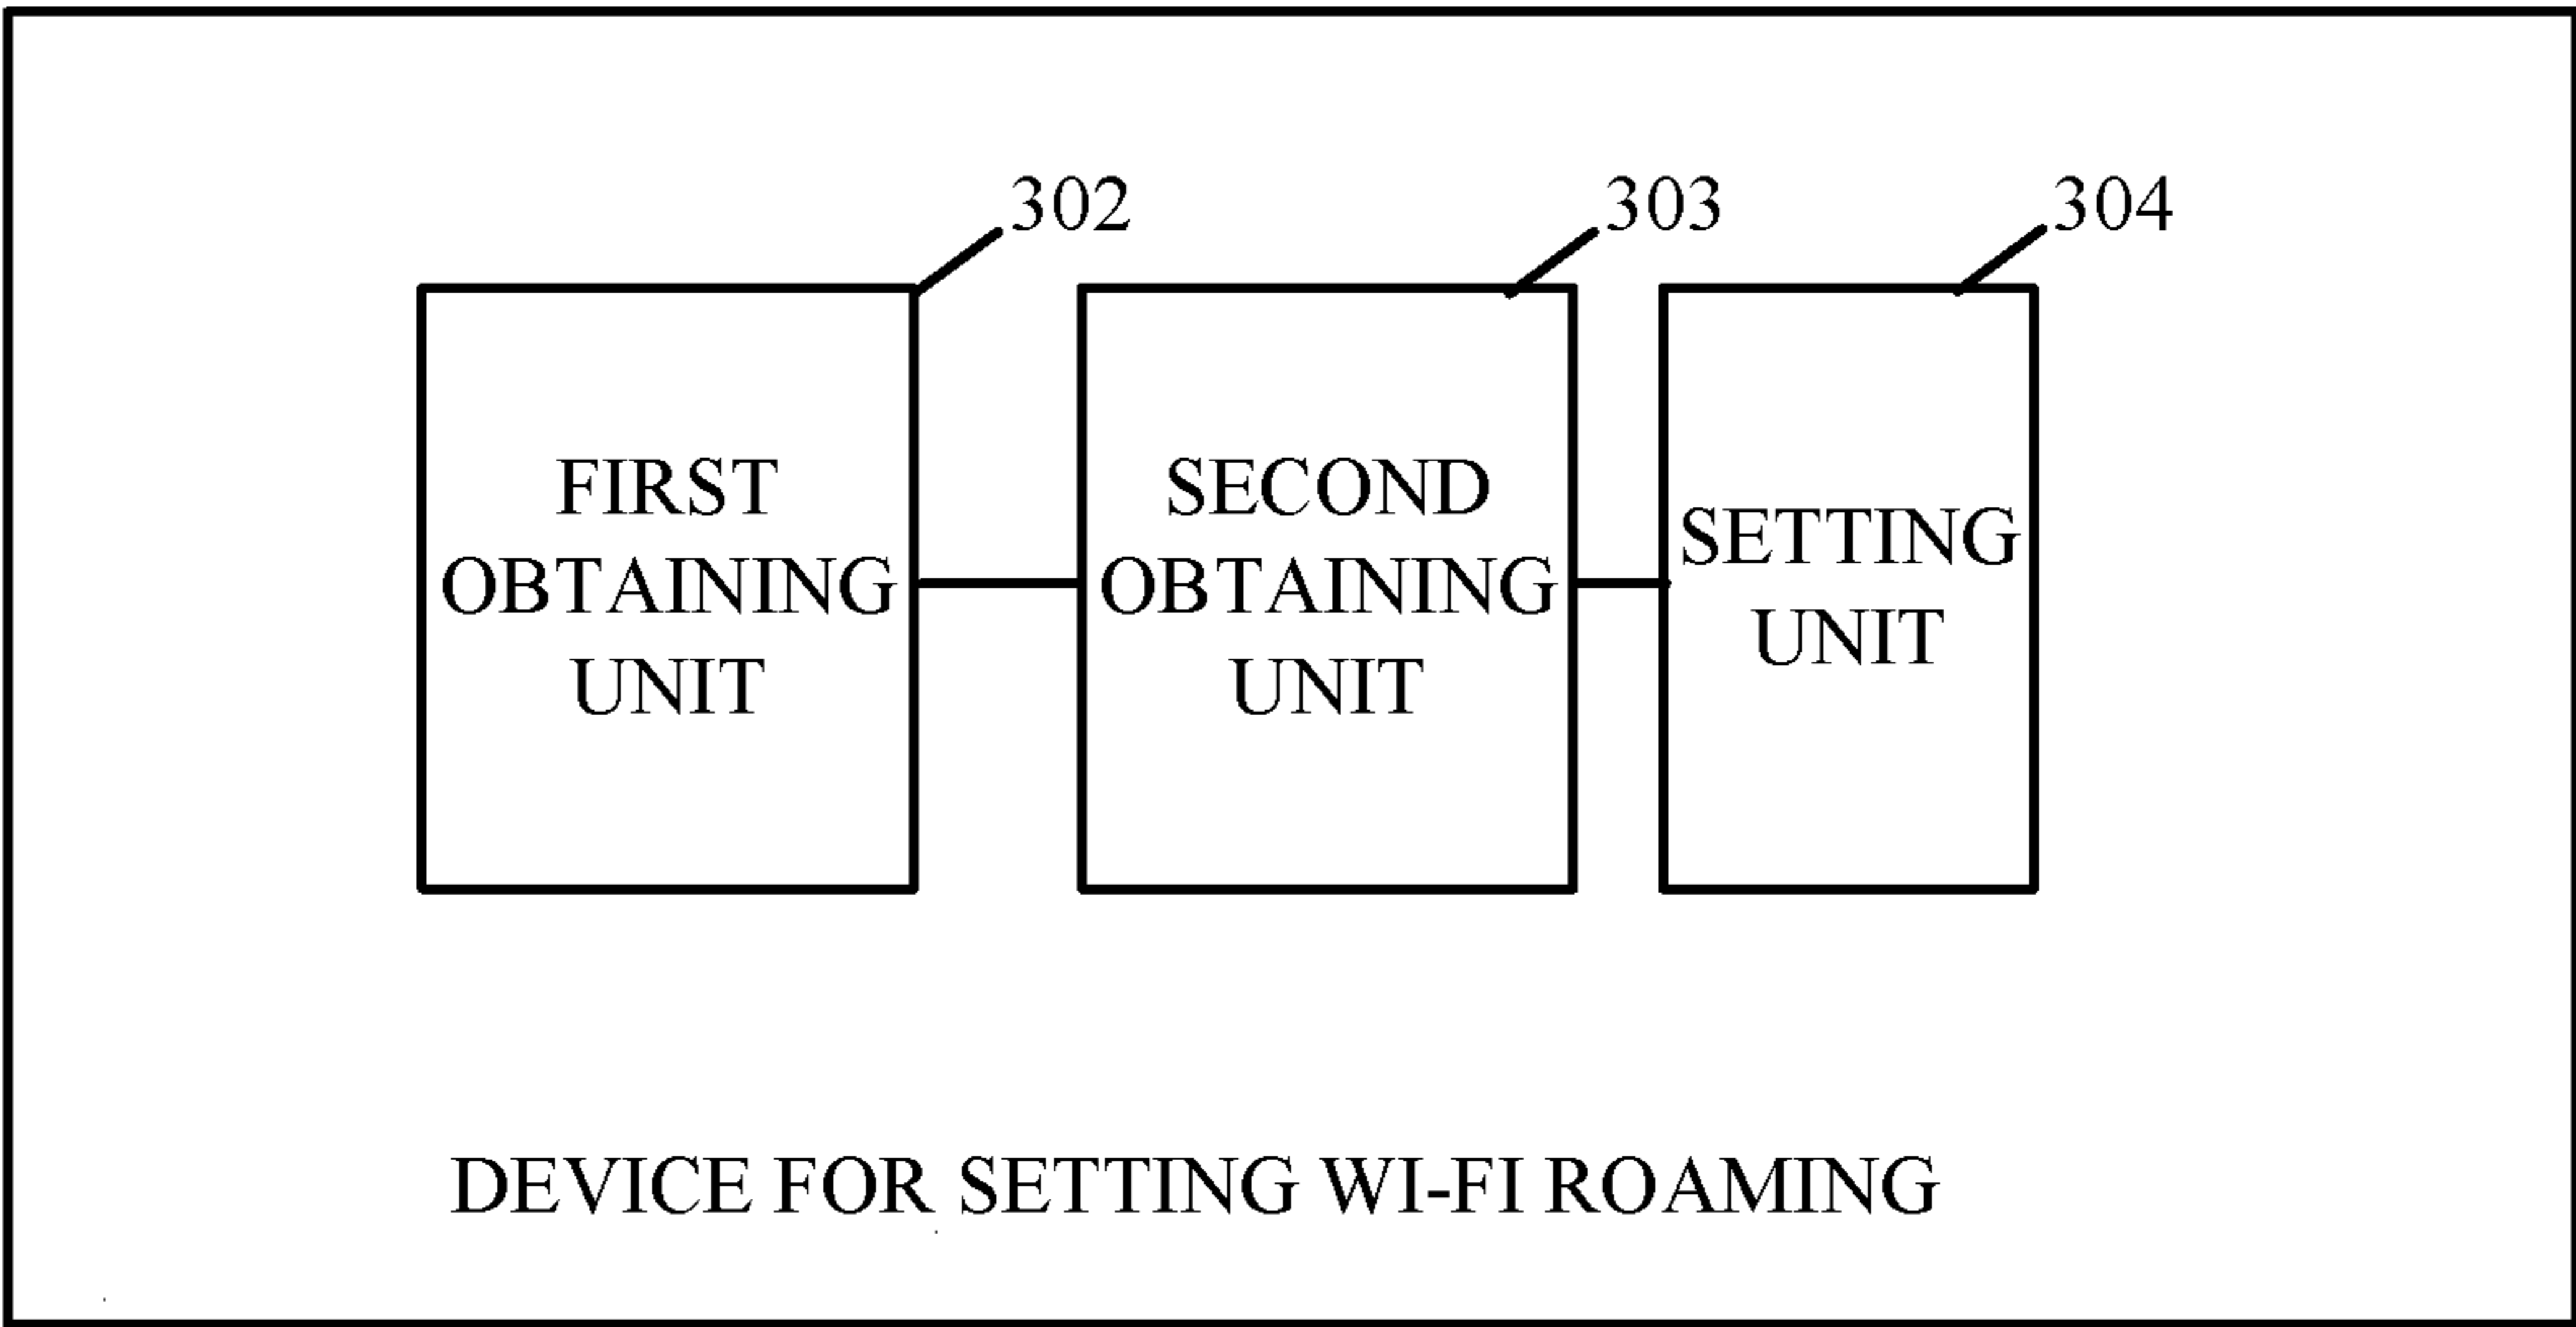 302
303
304
FIRST
OBTAINING
UNIT
SECOND
OBTAINING
UNIT
SETTING
UNIT
DEVICE FOR SETTING WI-FI ROAMING